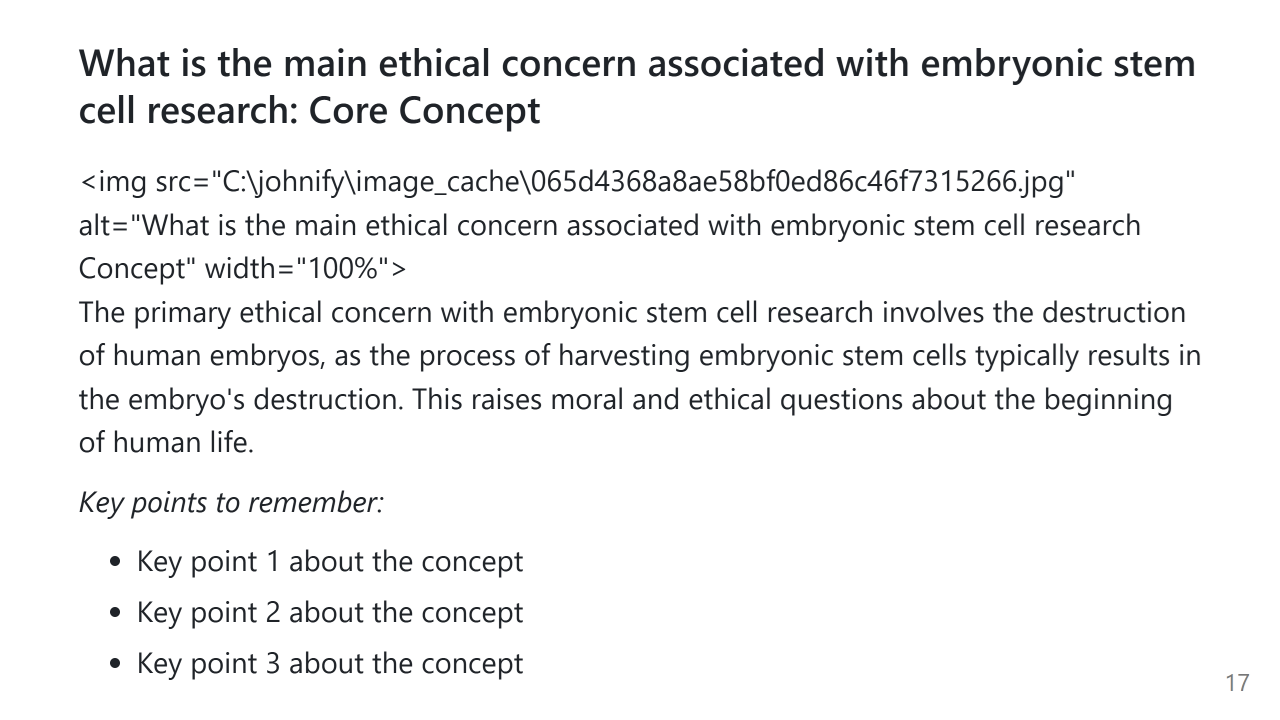 What is the main ethical concern associated with embryonic stem
cell research: Core Concept
<img src="C:\johnify\image_cache\065d4368a8ae58bf0ed86c46f7315266.jpg"
alt="What is the main ethical concern associated with embryonic stem cell research
Concept" width="100%">
The primary ethical concern with embryonic stem cell research involves the destruction
of human embryos, as the process of harvesting embryonic stem cells typically results in
the embryo's destruction. This raises moral and ethical questions about the beginning
of human life.
Key points to remember:
• Key point 1 about the concept
• Key point 2 about the concept
• Key point 3 about the concept
17